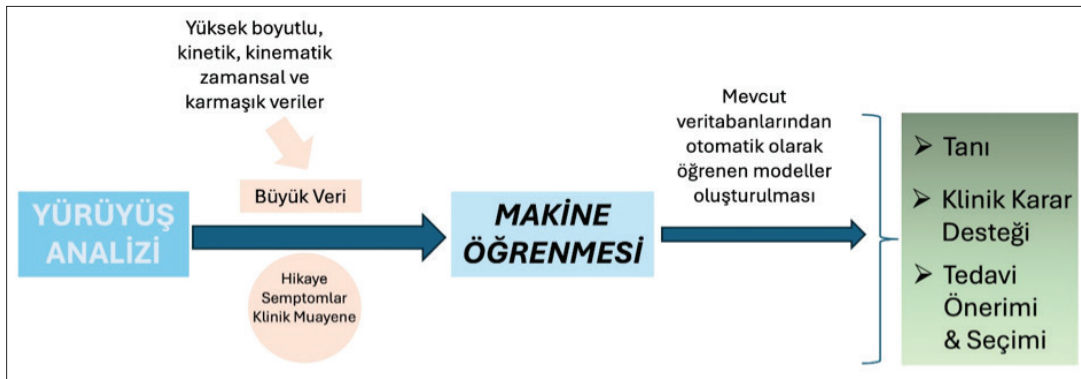 Yüksek boyutlu,
kinetik, kinematik
zamansal ve
karmaşık veriler
Büyük Veri
YÜRÜYÜŞ
ANALİZİ
Hikaye
Semptomlar
Klinik Muayene
MAKİNE
ÖĞRENMESİ
Mevcut
veritabanlarından
otomatik olarak
öğrenen modeller
oluşturulması
➢ Tanı
➢ Klinik Karar
Desteği
➢ Tedavi
Önerimi
& Seçimi